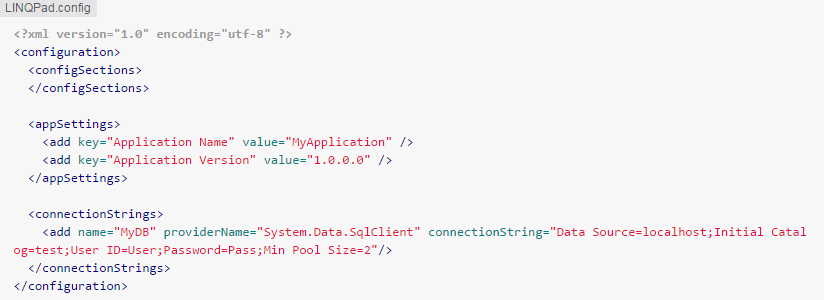 LINQPad.config
<?xml version="1.0" encoding="utf-8" ?>
<configuration>
  <configSections>
  </configSections>

  <appSettings>
    <add key="Application Name" value="MyApplication" />
    <add key="Application Version" value="1.0.0.0" />
  </appSettings>

  <connectionStrings>
    <add name="MyDB" providerName="System.Data.SqlClient" connectionString="Data Source=localhost;Initial Catal
og=test;User ID=User;Password=Pass;Min Pool Size=2"/>
  </connectionStrings>
</configuration>